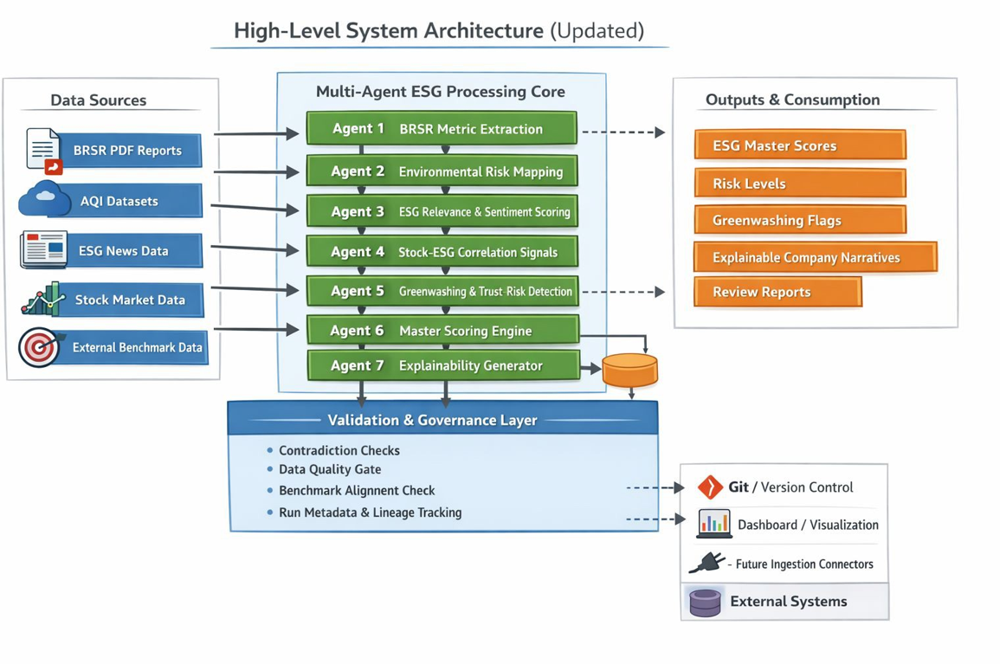 High-Level System Architecture (Updated)
Data Sources
BRSR PDF Reports
AQI Datasets
ESG News Data
Stock Market Data
External Benchmark Data
Multi-Agent ESG Processing Core
Agent 1 BRSR Metric Extraction
Agent 2 Environmental Risk Mapping
Agent 3 ESG Relevance & Sentiment Scoring
Agent 4 Stock-ESG Correlation Signals
Agent 5 Greenwashing & Trust-Risk Detection
Agent 6 Master Scoring Engine
Agent 7 Explainability Generator
Outputs & Consumption
ESG Master Scores
Risk Levels
Greenwashing Flags
Explainable Company Narratives
Review Reports
Validation & Governance Layer
• Contradiction Checks
• Data Quality Gate
• Benchmark Alignnent Check
• Run Metadata & Lineage Tracking
Git / Version Control
Dashboard / Visualization
- Future Ingestion Connectors
External Systems